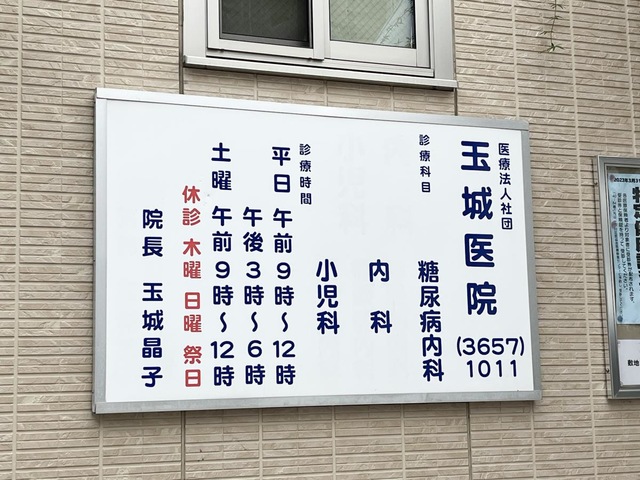 医療法人社団
玉城医院
(3657)
1011
診療科目
糖尿病内科
内科
小児科
診療時間
平日 午前9時〜12時
午後3時〜6時
土曜 午前9時〜12時
休診 木曜 日曜 祭日
院長 玉城晶子